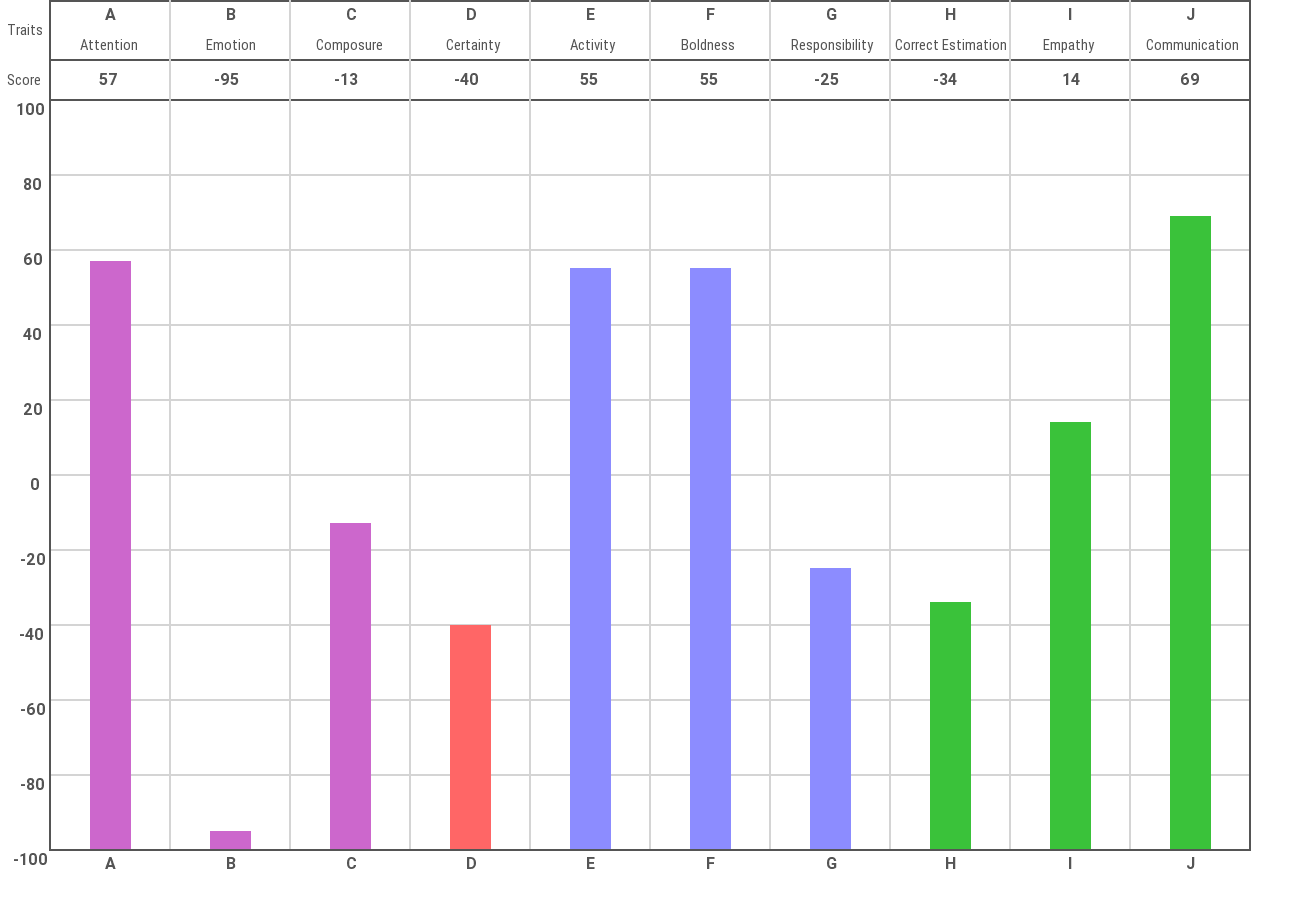 A B C D E F G H I J
Traits
Attention Emotion Composure Certainty Activity Boldness Responsibility Correct Estimation Empathy Communication
Score 57 -95 -13 -40 55 55 -25 -34 14 69
100
80
60
40
20
0
-20
-40
-60
-80
-100
A B C D E F G H I J